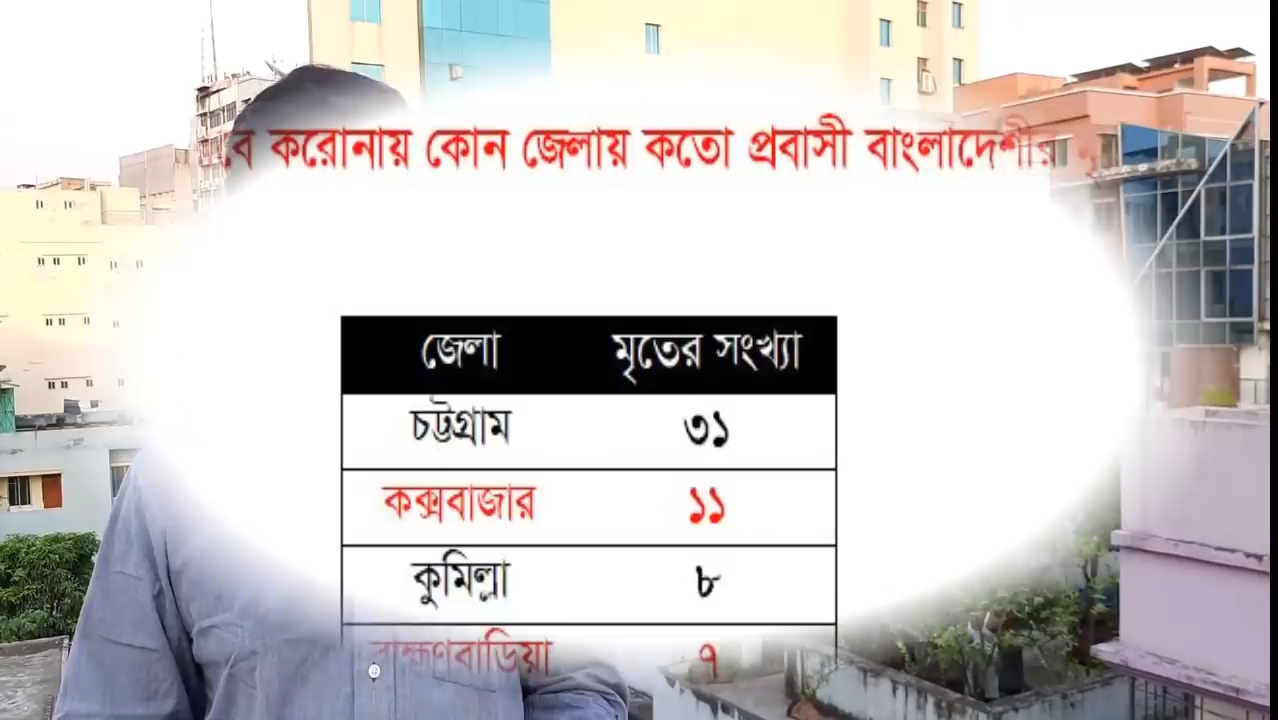 করোনায় কোন জেলায় কতো প্রবাসী বাংলাদেশীর
জেলা মৃতের সংখ্যা
চট্টগ্রাম ৩১
কক্সবাজার ১১
কুমিল্লা ৮
ব্রাহ্মণবাড়িয়া ৭